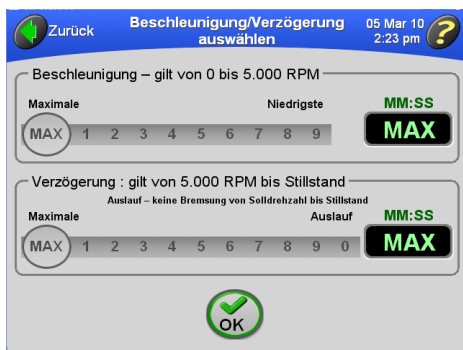 Zurück
Beschleunigung/Verzögerung
auswählen
05 Mar 10
2:23 pm
?
Beschleunigung – gilt von 0 bis 5.000 RPM
Maximale Niedrigste MM:SS
MAX 1 2 3 4 5 6 7 8 9 MAX
Verzögerung : gilt von 5.000 RPM bis Stillstand
Auslauf – keine Bremsung von Solldrehzahl bis Stillstand
Maximale Auslauf MM:SS
MAX 1 2 3 4 5 6 7 8 9 0 MAX
OK